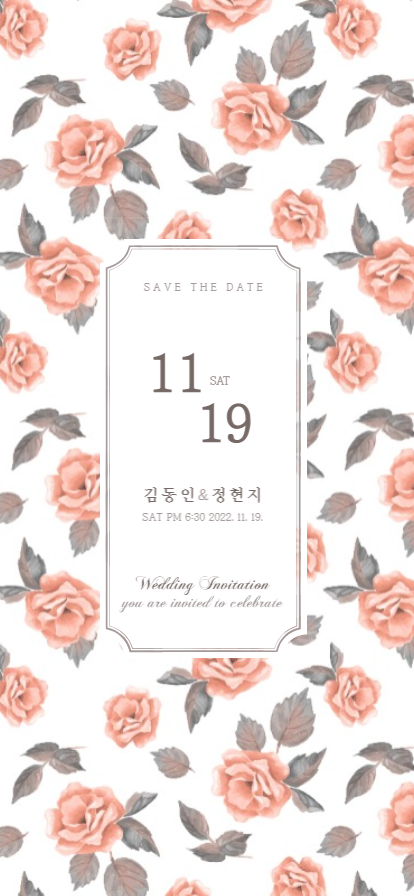 SAVE THE DATE
11 SAT
19
김동인&정현지
SAT PM 6:30 2022. 11. 19.
Wedding Invitation
you are invited to celebrate